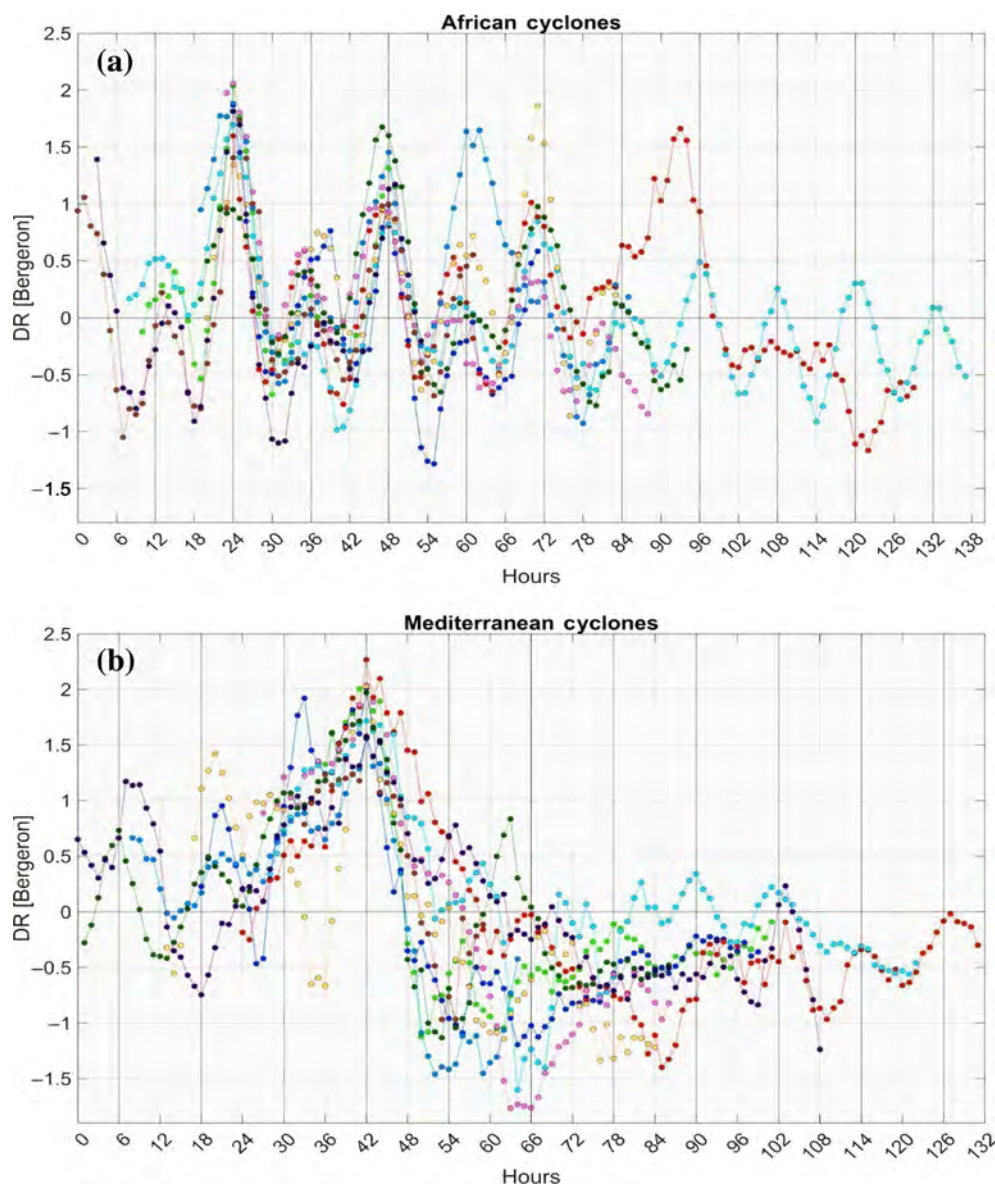 African cyclones
(a)
DR [Bergeron]
2.5
2
1.5
1
0.5
0
−0.5
−1
−1.5
0 6 12 18 24 30 36 42 48 54 60 66 72 78 84 90 96 102 108 114 120 126 132 138
Hours
Mediterranean cyclones
(b)
DR [Bergeron]
2.5
2
1.5
1
0.5
0
−0.5
−1
−1.5
0 6 12 18 24 30 36 42 48 54 60 66 72 78 84 90 96 102 108 114 120 126 132
Hours